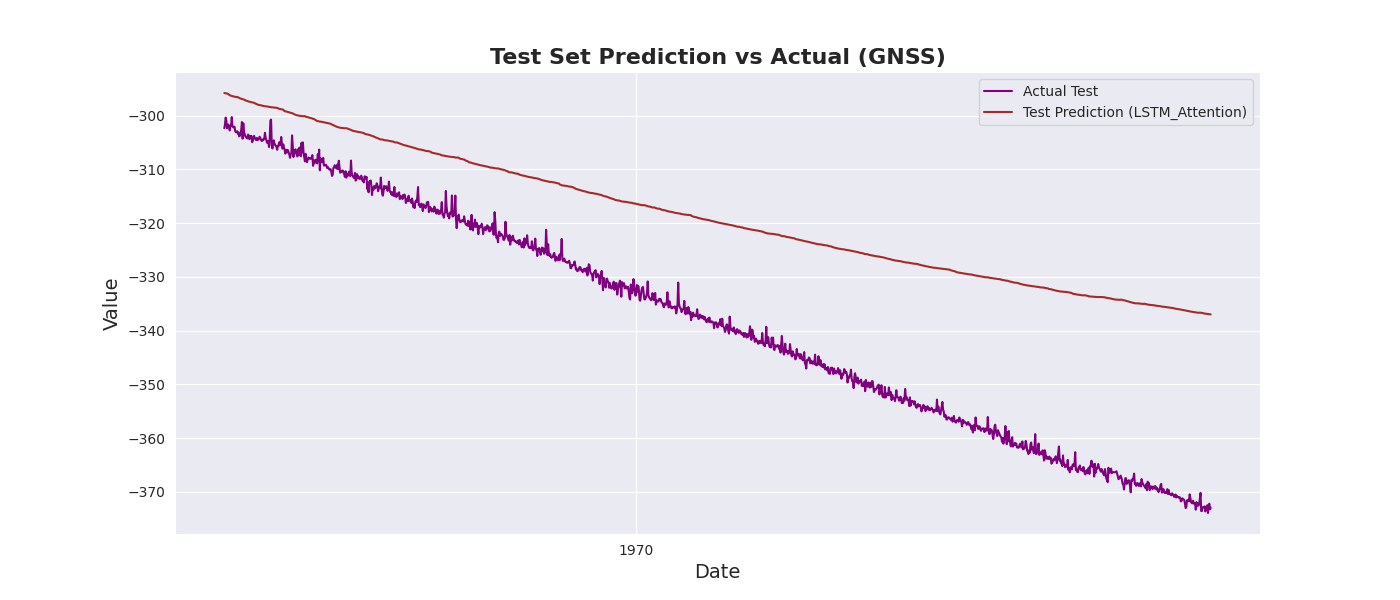 Test Set Prediction vs Actual (GNSS)
Actual Test
Test Prediction (LSTM_Attention)
Value
−300
−310
−320
−330
−340
−350
−360
−370
1970
Date